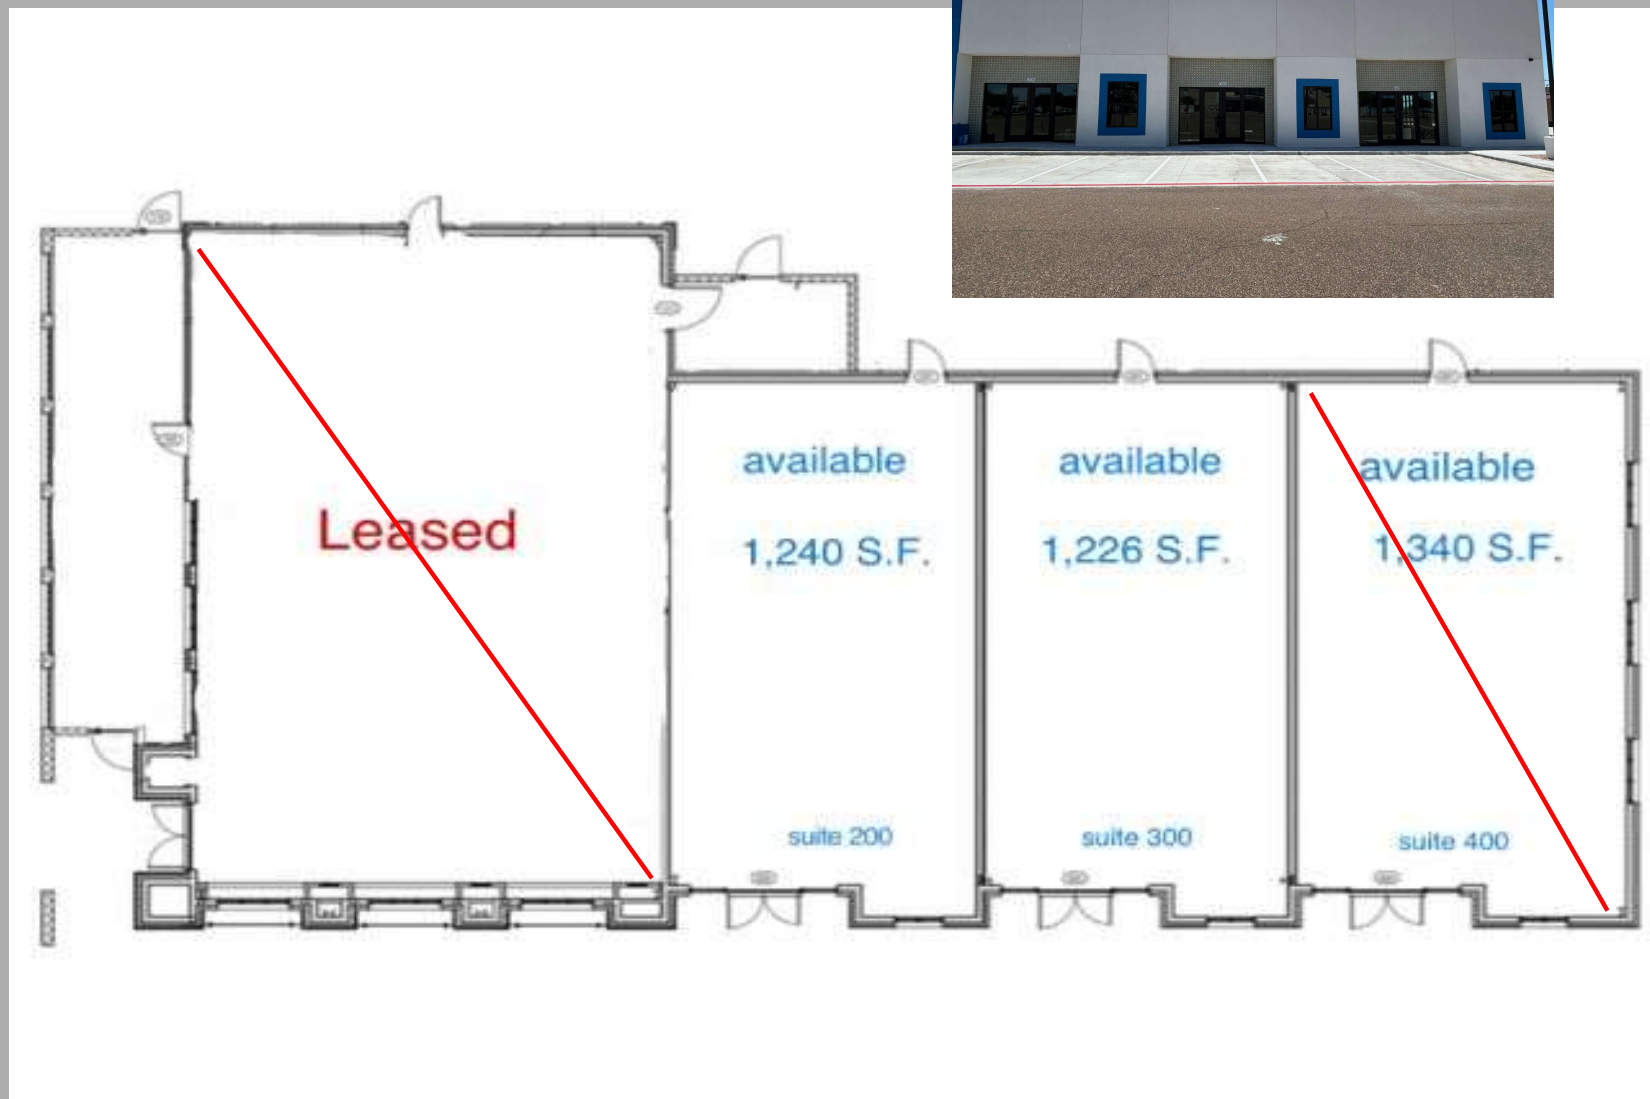 Leased
available
1,240 S.F.
suite 200
available
1,226 S.F.
suite 300
available
1,340 S.F.
suite 400